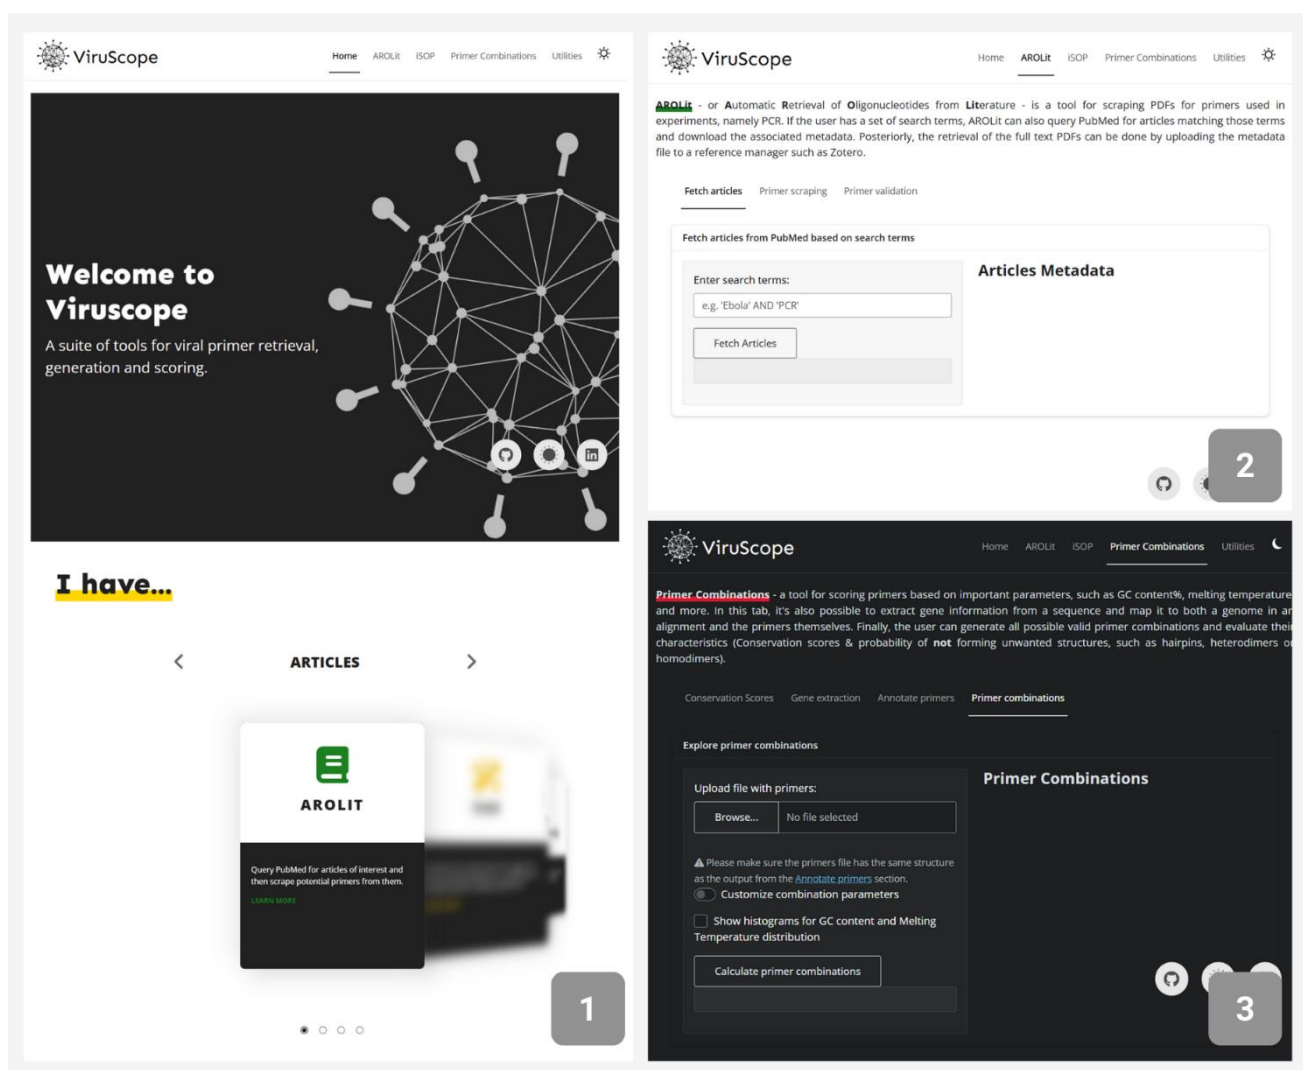 ViruScope
Home AROLit iSOP Primer Combinations Utilities
Welcome to
Viruscope
A suite of tools for viral primer retrieval,
generation and scoring.
I have...
ARTICLES
AROLIT
Query PubMed for articles of interest and
then scrape potential primers from them.
LEARN MORE
1
ViruScope
Home AROLit iSOP Primer Combinations Utilities
AROLit - or Automatic Retrieval of Oligonucleotides from Literature - is a tool for scraping PDFs for primers used in
experiments, namely PCR. If the user has a set of search terms, AROLit can also query PubMed for articles matching those terms
and download the associated metadata. Posteriorly, the retrieval of the full text PDFs can be done by uploading the metadata
file to a reference manager such as Zotero.
Fetch articles Primer scraping Primer validation
Fetch articles from PubMed based on search terms
Enter search terms:
e.g. 'Ebola' AND 'PCR'
Fetch Articles
Articles Metadata
2
ViruScope
Home AROLit iSOP Primer Combinations Utilities
Primer Combinations - a tool for scoring primers based on important parameters, such as GC content%, melting temperature
and more. In this tab, it's also possible to extract gene information from a sequence and map it to both a genome in an
alignment and the primers themselves. Finally, the user can generate all possible valid primer combinations and evaluate their
characteristics (Conservation scores & probability of not forming unwanted structures, such as hairpins, heterodimers or
homodimers).
Conservation Scores Gene extraction Annotate primers Primer combinations
Explore primer combinations
Upload file with primers:
Browse... No file selected
Please make sure the primers file has the same structure
as the output from the Annotate primers section.
Customize combination parameters
Show histograms for GC content and Melting
Temperature distribution
Calculate primer combinations
Primer Combinations
3